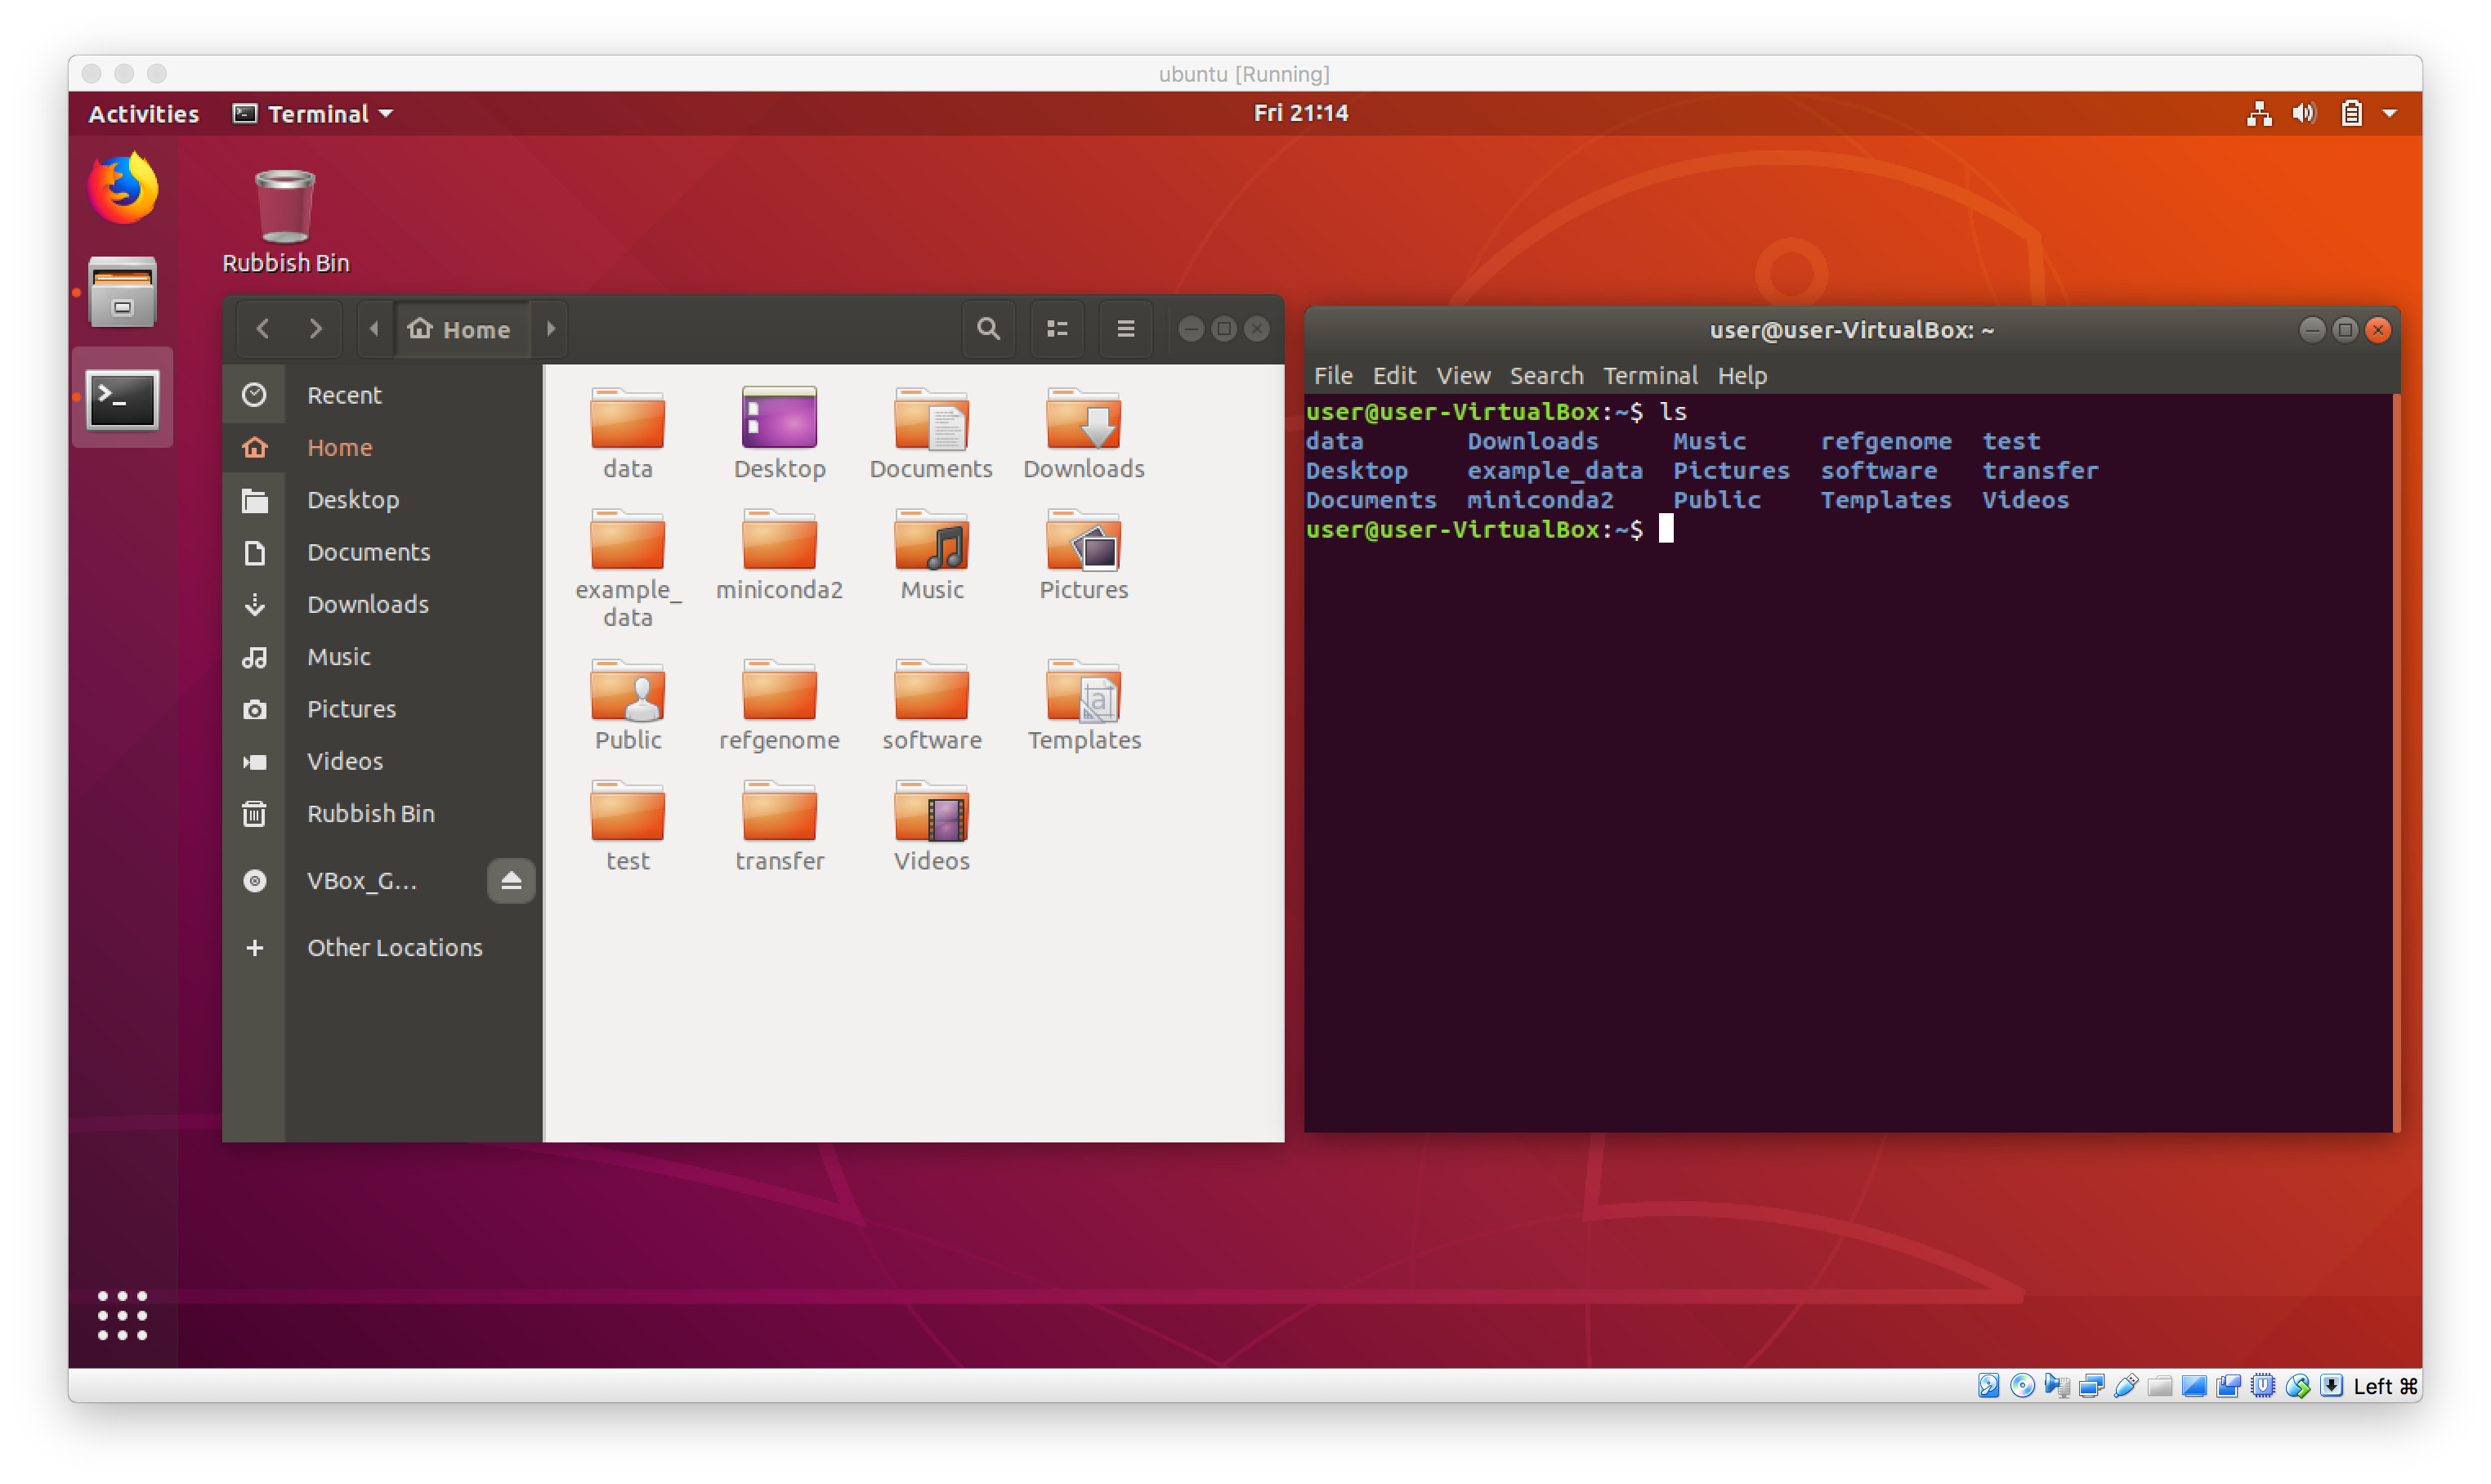 ubuntu [Running]
Activities Terminal Fri 21:14
Rubbish Bin
Home
Recent
Home
Desktop
Documents
Downloads
Music
Pictures
Videos
Rubbish Bin
VBox_G...
Other Locations
data Desktop Documents Downloads
example_
data
miniconda2 Music Pictures
Public refgenome software Templates
test transfer Videos
user@user-VirtualBox: ~
File Edit View Search Terminal Help
user@user-VirtualBox:~$ ls
data Downloads Music refgenome test
Desktop example_data Pictures software transfer
Documents miniconda2 Public Templates Videos
user@user-VirtualBox:~$
Left ⌘